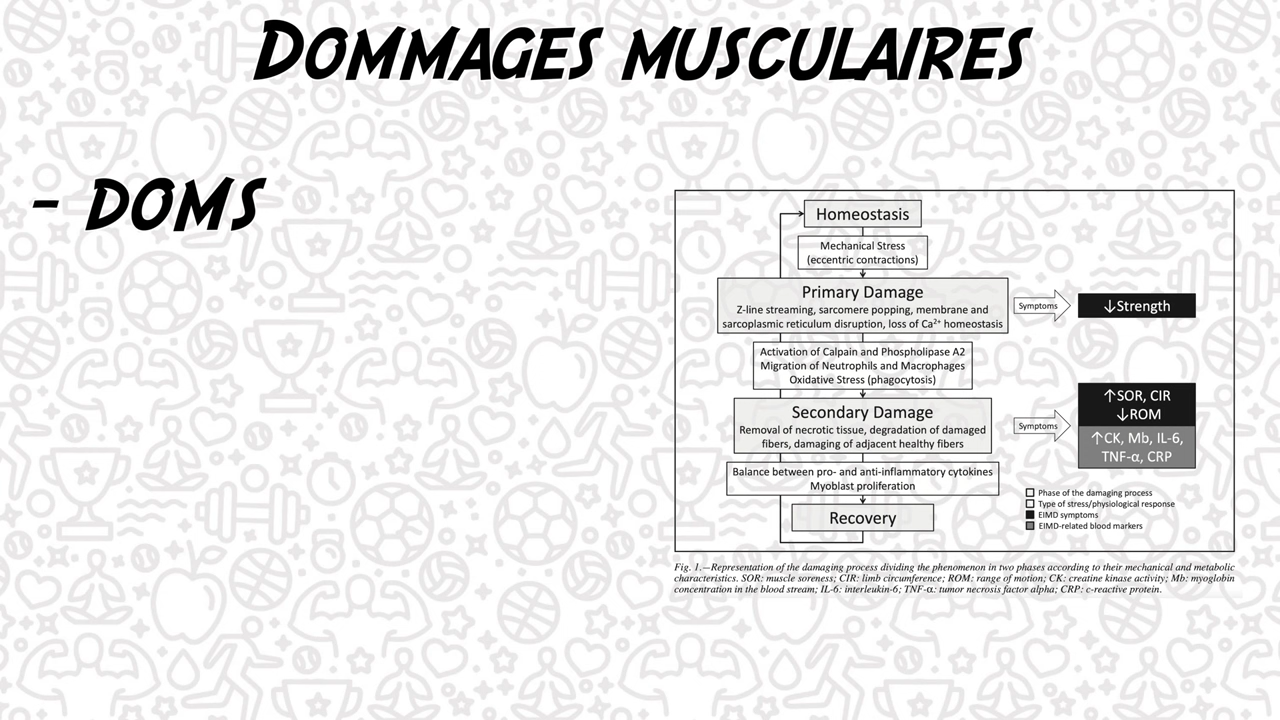 Dommages musculaires
- DOMS
Homeostasis
Mechanical Stress
(eccentric contractions)
Primary Damage
Z-line streaming, sarcomere popping, membrane and
sarcoplasmic reticulum disruption, loss of Ca²⁺ homeostasis
Symptoms
↓Strength
Activation of Calpain and Phospholipase A2
Migration of Neutrophils and Macrophages
Oxidative Stress (phagocytosis)
Secondary Damage
Removal of necrotic tissue, degradation of damaged
fibers, damaging of adjacent healthy fibers
Symptoms
↑SOR, CIR
↓ROM
↑CK, Mb, IL-6,
TNF-α, CRP
Balance between pro- and anti-inflammatory cytokines
Myoblast proliferation
Recovery
Phase of the damaging process
Type of stress/physiological response
EIMD symptoms
EIMD-related blood markers
Fig. 1.—Representation of the damaging process dividing the phenomenon in two phases according to their mechanical and metabolic
characteristics. SOR: muscle soreness; CIR: limb circumference; ROM: range of motion; CK: creatine kinase activity; Mb: myoglobin
concentration in the blood stream; IL-6: interleukin-6; TNF-α: tumor necrosis factor alpha; CRP: c-reactive protein.